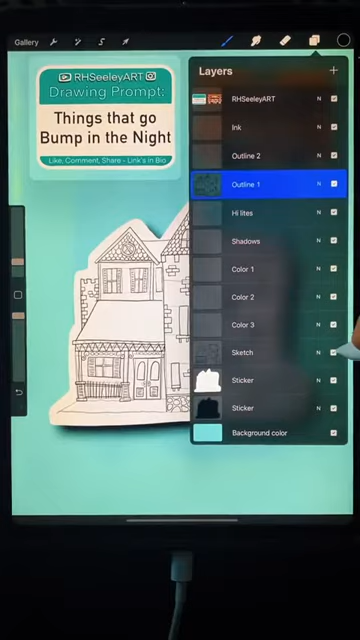 Gallery
RHSeeleyART
Drawing Prompt:
Things that go
Bump in the Night
Like, Comment, Share - Link's in Bio
Layers
RHSeeleyART N
Ink N
Outline 2 N
Outline 1 N
Hi lites N
Shadows N
Color 1 N
Color 2 N
Color 3 N
Sketch N
Sticker N
Sticker N
Background color